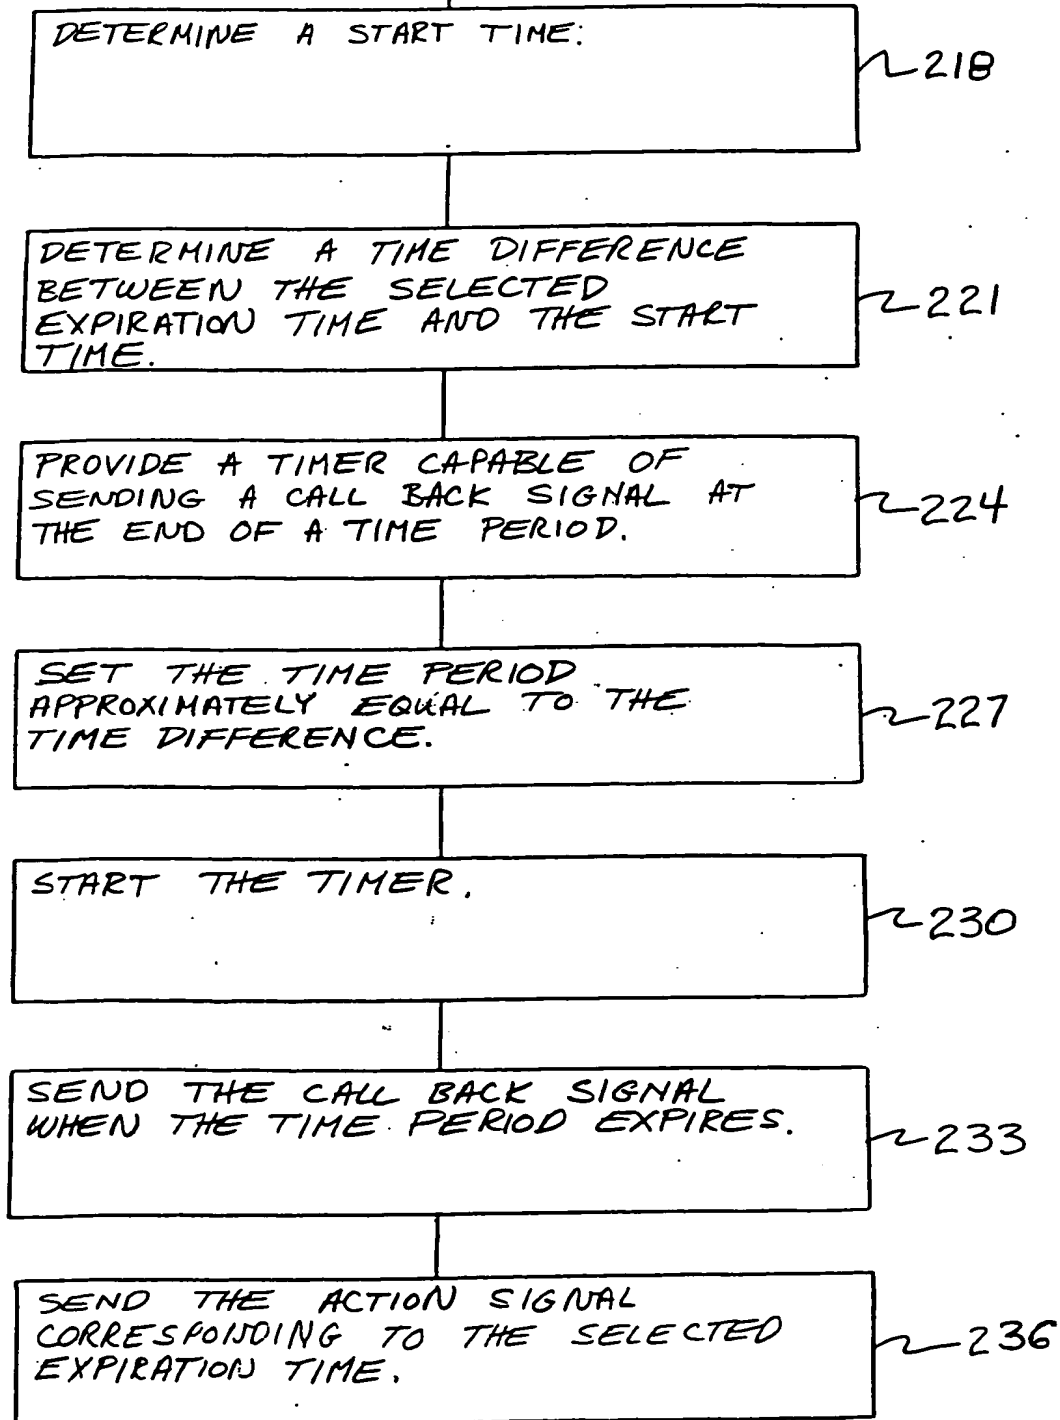 DETERMINE A START TIME.
218
DETERMINE A TIME DIFFERENCE
BETWEEN THE SELECTED
EXPIRATION TIME AND THE START
TIME.
221
PROVIDE A TIMER CAPABLE OF
SENDING A CALL BACK SIGNAL AT
THE END OF A TIME PERIOD.
224
SET THE TIME PERIOD
APPROXIMATELY EQUAL TO THE
TIME DIFFERENCE.
227
START THE TIMER.
230
SEND THE CALL BACK SIGNAL
WHEN THE TIME PERIOD EXPIRES.
233
SEND THE ACTION SIGNAL
CORRESPONDING TO THE SELECTED
EXPIRATION TIME.
236